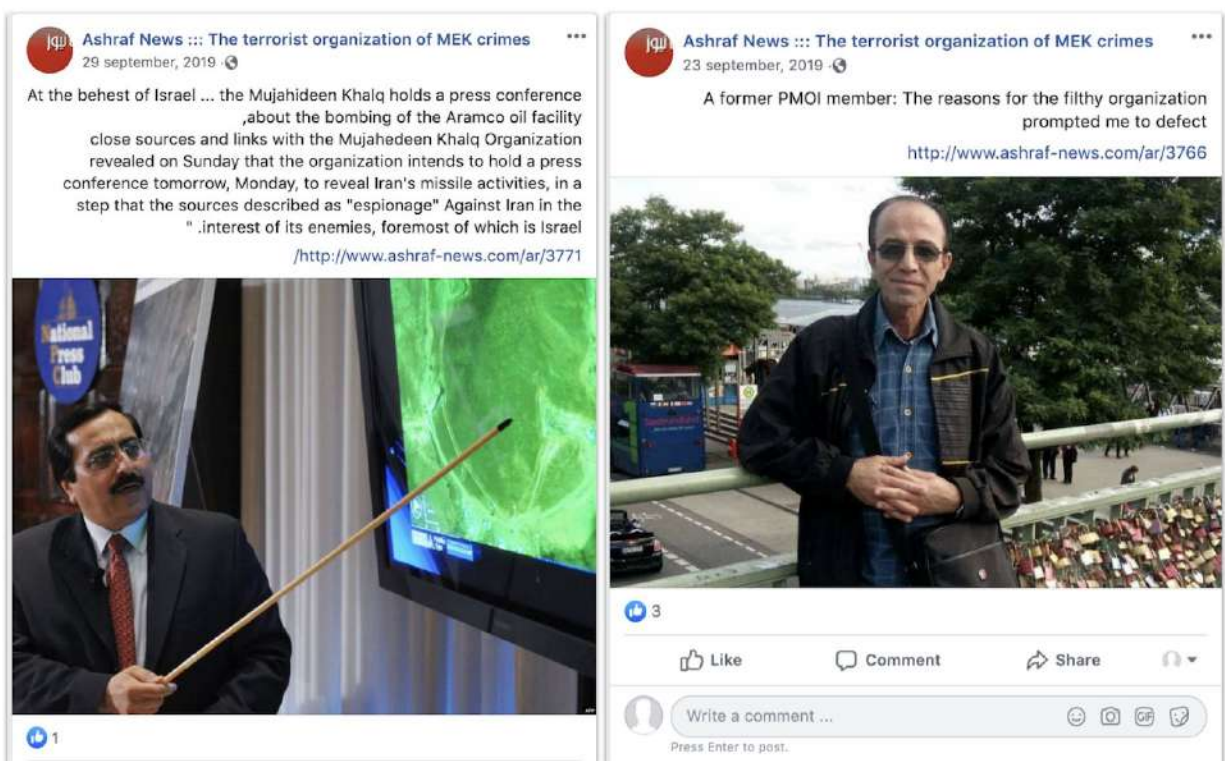 نيوز
Ashraf News ::: The terrorist organization of MEK crimes
29 september, 2019
At the behest of Israel ... the Mujahideen Khalq holds a press conference
,about the bombing of the Aramco oil facility
close sources and links with the Mujahedeen Khalq Organization
revealed on Sunday that the organization intends to hold a press
conference tomorrow, Monday, to reveal Iran's missile activities, in a
step that the sources described as "espionage" Against Iran in the
" .interest of its enemies, foremost of which is Israel
/http://www.ashraf-news.com/ar/3771
National
Press
Club
1
نيوز
Ashraf News ::: The terrorist organization of MEK crimes
23 september, 2019
A former PMOI member: The reasons for the filthy organization
prompted me to defect
http://www.ashraf-news.com/ar/3766
3
Like
Comment
Share
Write a comment ...
GIF
Press Enter to post.